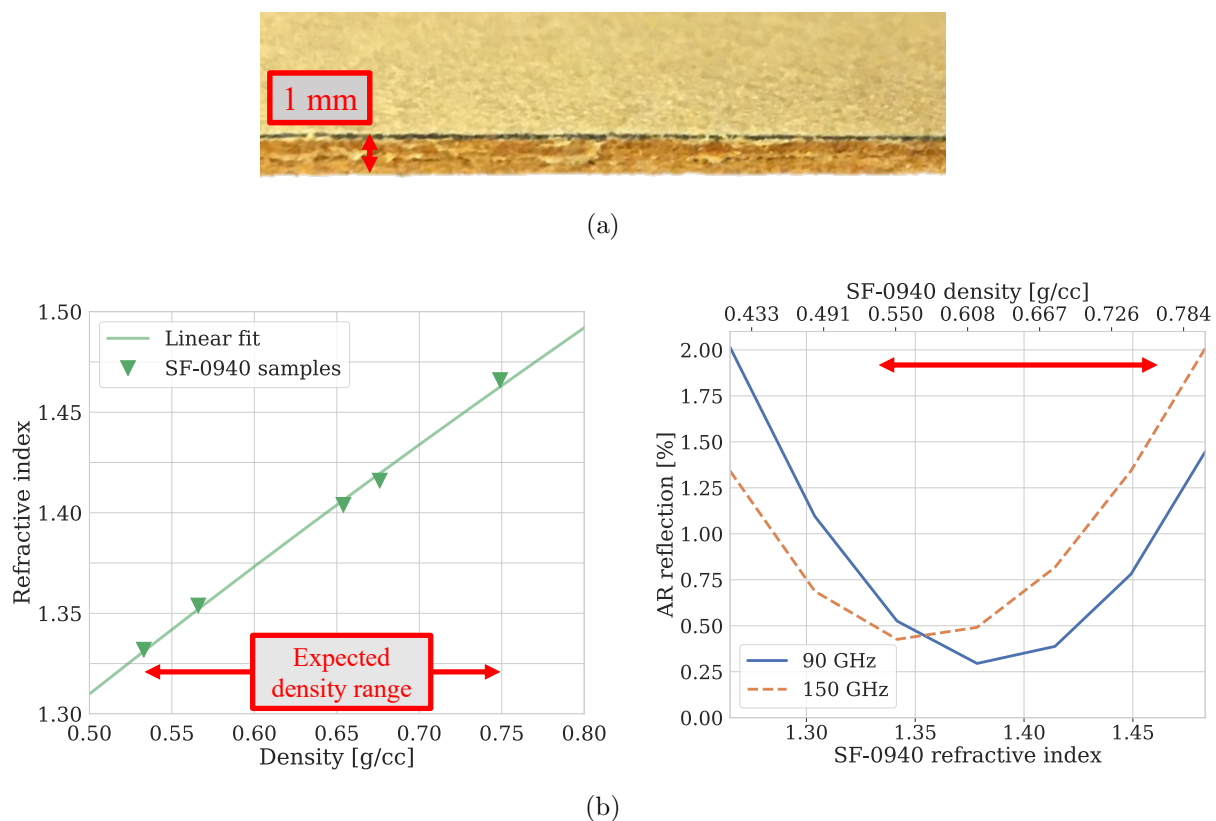 1 mm
(a)
1.50
1.45
1.40
1.35
1.30
Refractive index
Linear fit
SF-0940 samples
Expected
density range
0.50 0.55 0.60 0.65 0.70 0.75 0.80
Density [g/cc]
SF-0940 density [g/cc]
0.433 0.491 0.550 0.608 0.667 0.726 0.784
2.00
1.75
1.50
1.25
1.00
0.75
0.50
0.25
0.00
AR reflection [%]
90 GHz
150 GHz
1.30 1.35 1.40 1.45
SF-0940 refractive index
(b)